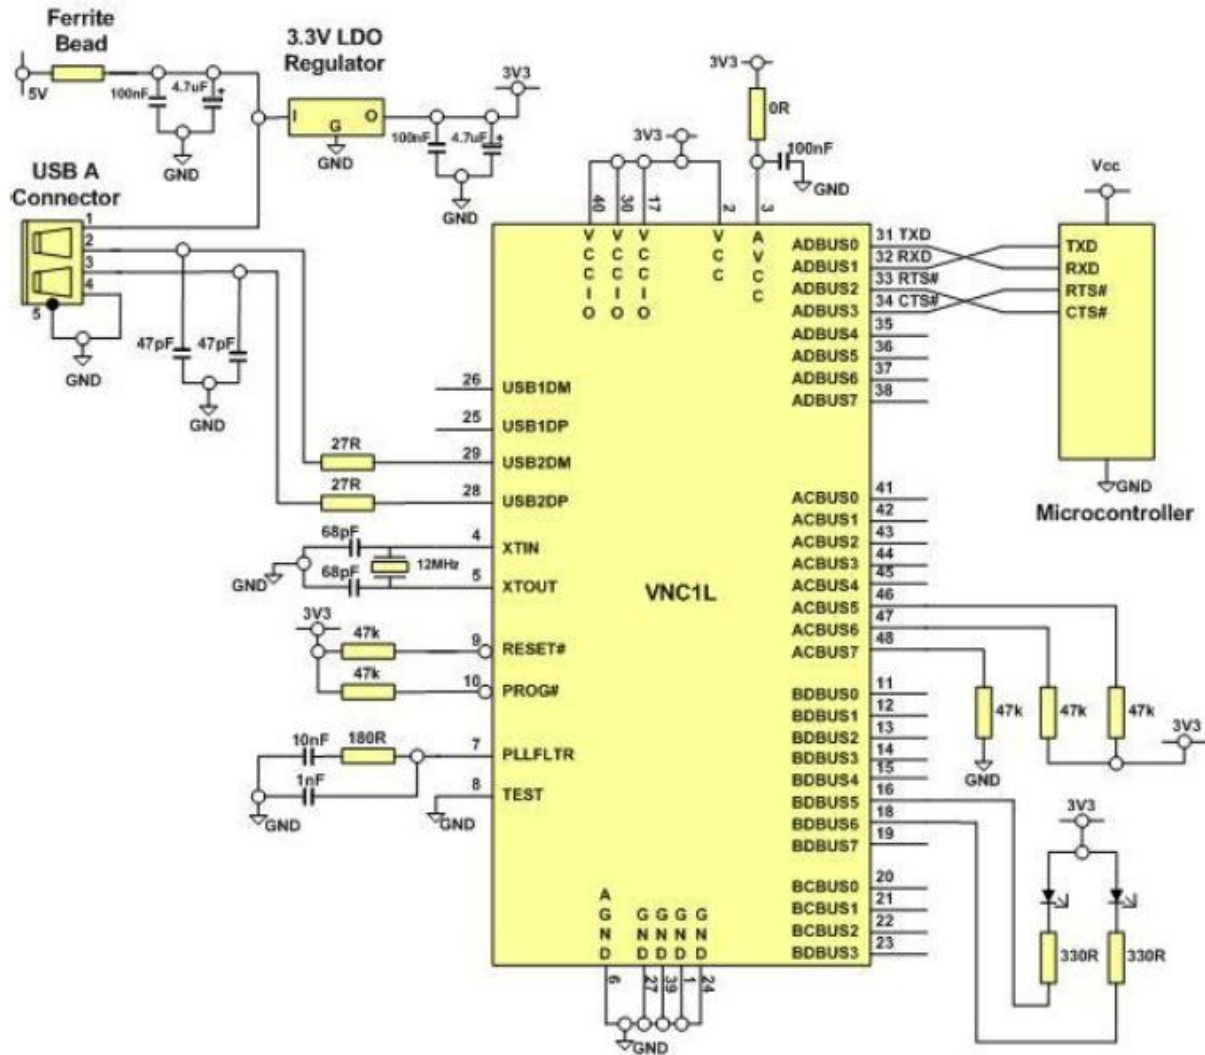 Ferrite Bead
5V
100nF
4.7uF
+
GND
3.3V LDO Regulator
I
G
O
GND
100nF
4.7uF
+
3V3
GND
USB A Connector
1
2
3
4
5
GND
47pF
47pF
GND
3V3
0R
100nF
GND
3V3
40
30
17
2
3
VCCIO
VCCIO
VCCIO
VCC
AVCC
26 USB1DM
25 USB1DP
27R
29 USB2DM
27R
28 USB2DP
68pF
4 XTIN
12MHz
GND
68pF
5 XTOUT
3V3
47k
9 RESET#
47k
10 PROG#
10nF
180R
7 PLLFLTR
1nF
GND
8 TEST
GND
VNC1L
ADBUS0 31 TXD
ADBUS1 32 RXD
ADBUS2 33 RTS#
ADBUS3 34 CTS#
ADBUS4 35
ADBUS5 36
ADBUS6 37
ADBUS7 38
Vcc
TXD
RXD
RTS#
CTS#
GND
Microcontroller
ACBUS0 41
ACBUS1 42
ACBUS2 43
ACBUS3 44
ACBUS4 45
ACBUS5 46
ACBUS6 47
ACBUS7 48
47k
47k
47k
3V3
GND
BDBUS0 11
BDBUS1 12
BDBUS2 13
BDBUS3 14
BDBUS4 15
BDBUS5 16
BDBUS6 18
BDBUS7 19
3V3
330R
330R
BCBUS0 20
BCBUS1 21
BCBUS2 22
BDBUS3 23
AGND
GND
GND
GND
GND
6
27
39
1
24
GND